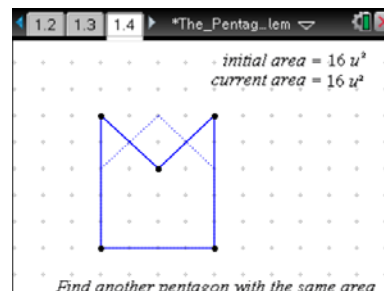 1.2 1.3 1.4 *The_Pentag…lem
initial area = 16 u²
current area = 16 u²
Find another pentagon with the same area